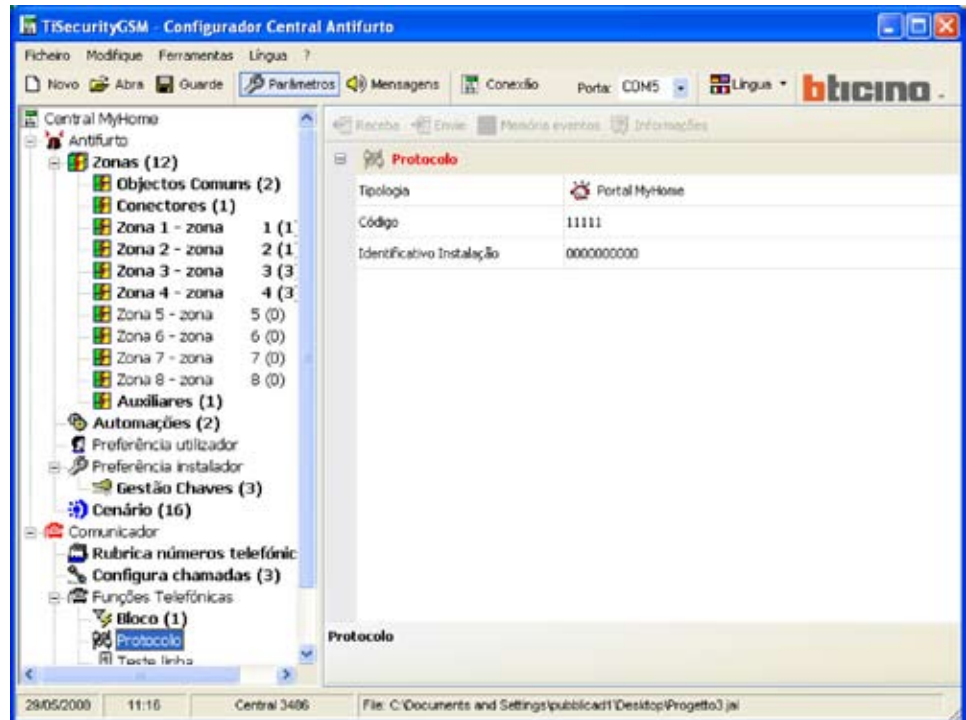 TiSecurityGSM - Configurador Central Antifurto
Ficheiro Modifique Ferramentas Língua ?
Novo Abra Guarde Parâmetros Mensagens Conexão Porta: COM5 Língua bticino
Receba Envie Memória eventos Informações
Central MyHome
Antifurto
Zonas (12)
Objectos Comuns (2)
Conectores (1)
Zona 1 - zona 1 (1
Zona 2 - zona 2 (1
Zona 3 - zona 3 (3
Zona 4 - zona 4 (3
Zona 5 - zona 5 (0)
Zona 6 - zona 6 (0)
Zona 7 - zona 7 (0)
Zona 8 - zona 8 (0)
Auxiliares (1)
Automações (2)
Preferência utilizador
Preferência instalador
Gestão Chaves (3)
Cenário (16)
Comunicador
Rubrica números telefónic
Configura chamadas (3)
Funções Telefónicas
Bloco (1)
Protocolo
Teste linha
Protocolo
Tipologia Portal MyHome
Código 11111
Identificativo Instalação 0000000000
Protocolo
29/05/2008 11:16 Central 3486 File: C:\Documents and Settings\pubblicad1\Desktop\Progetto3.jai